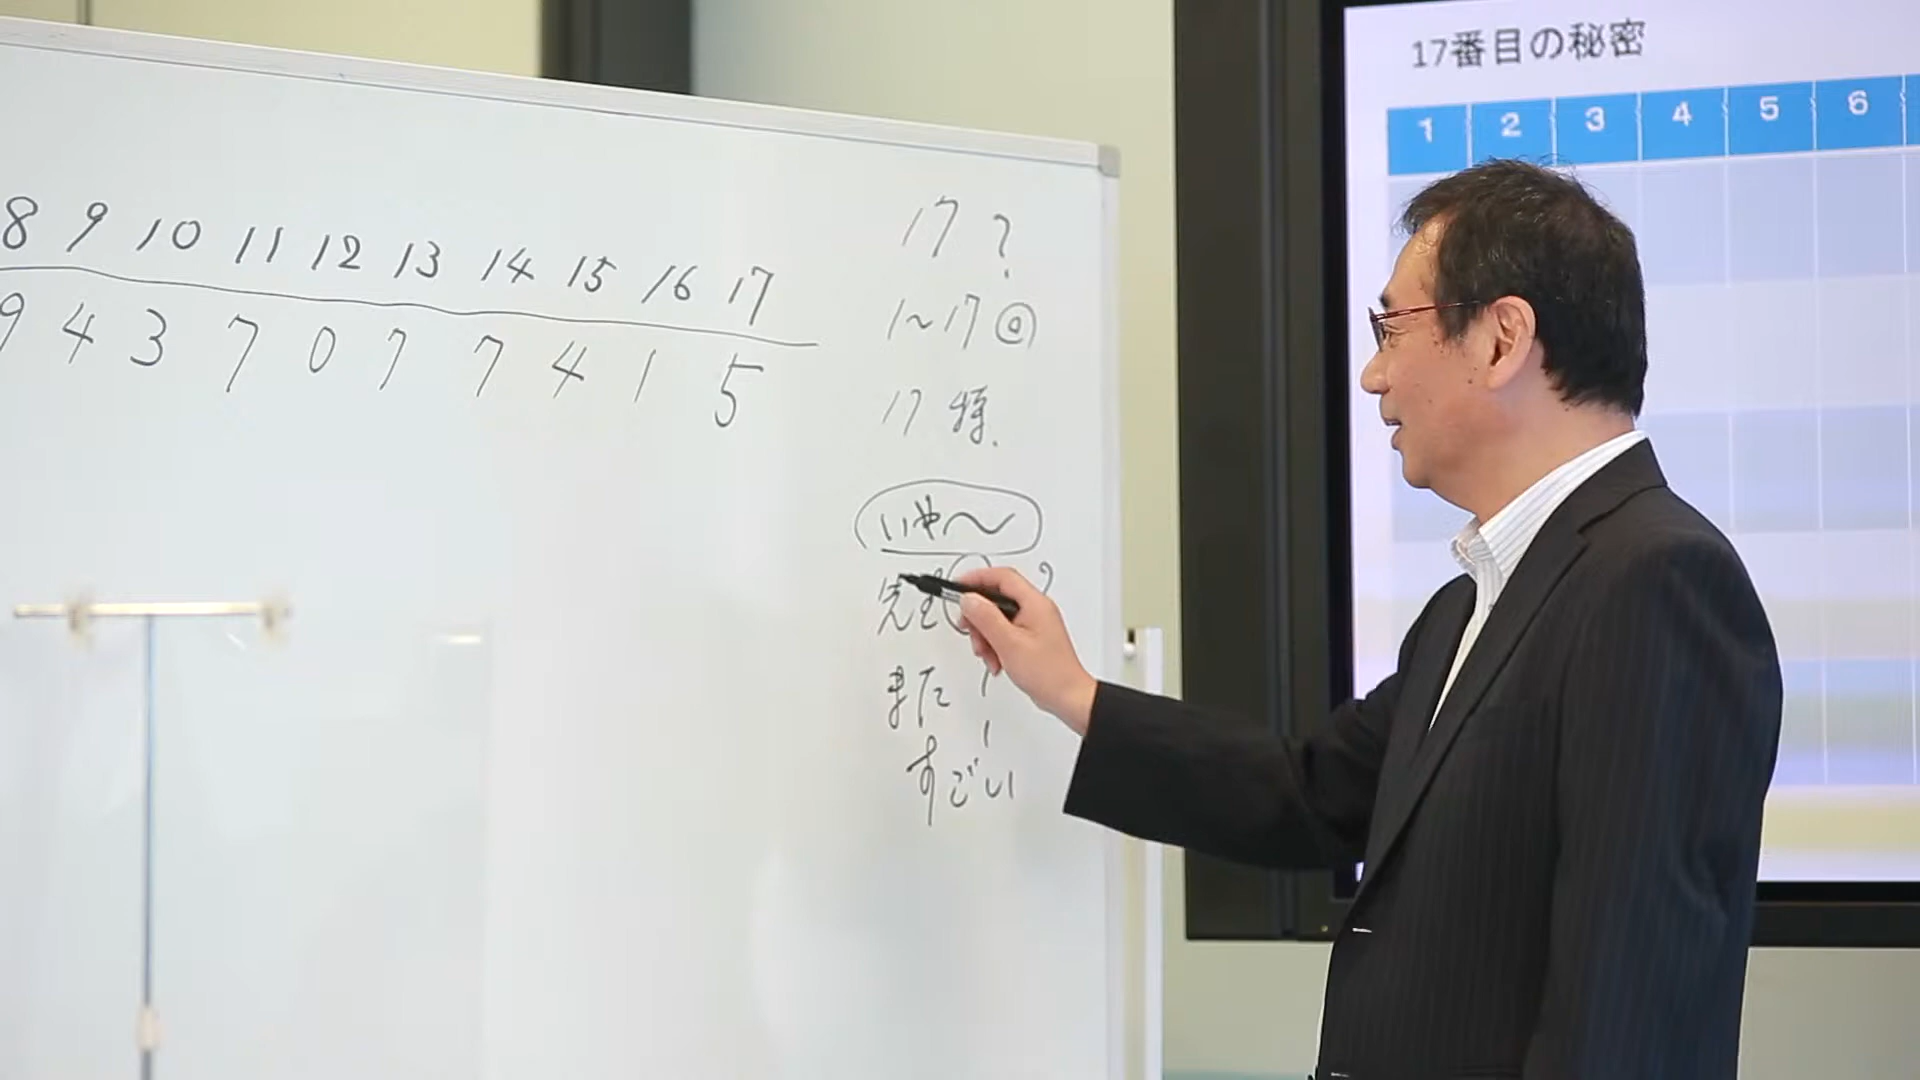 8 9 10 11 12 13 14 15 16 17
9 4 3 7 0 7 7 4 1 5
17 ?
1~17 @
17 特.
いや〜
先生 ?
また
すごい
17番目の秘密
1 2 3 4 5 6